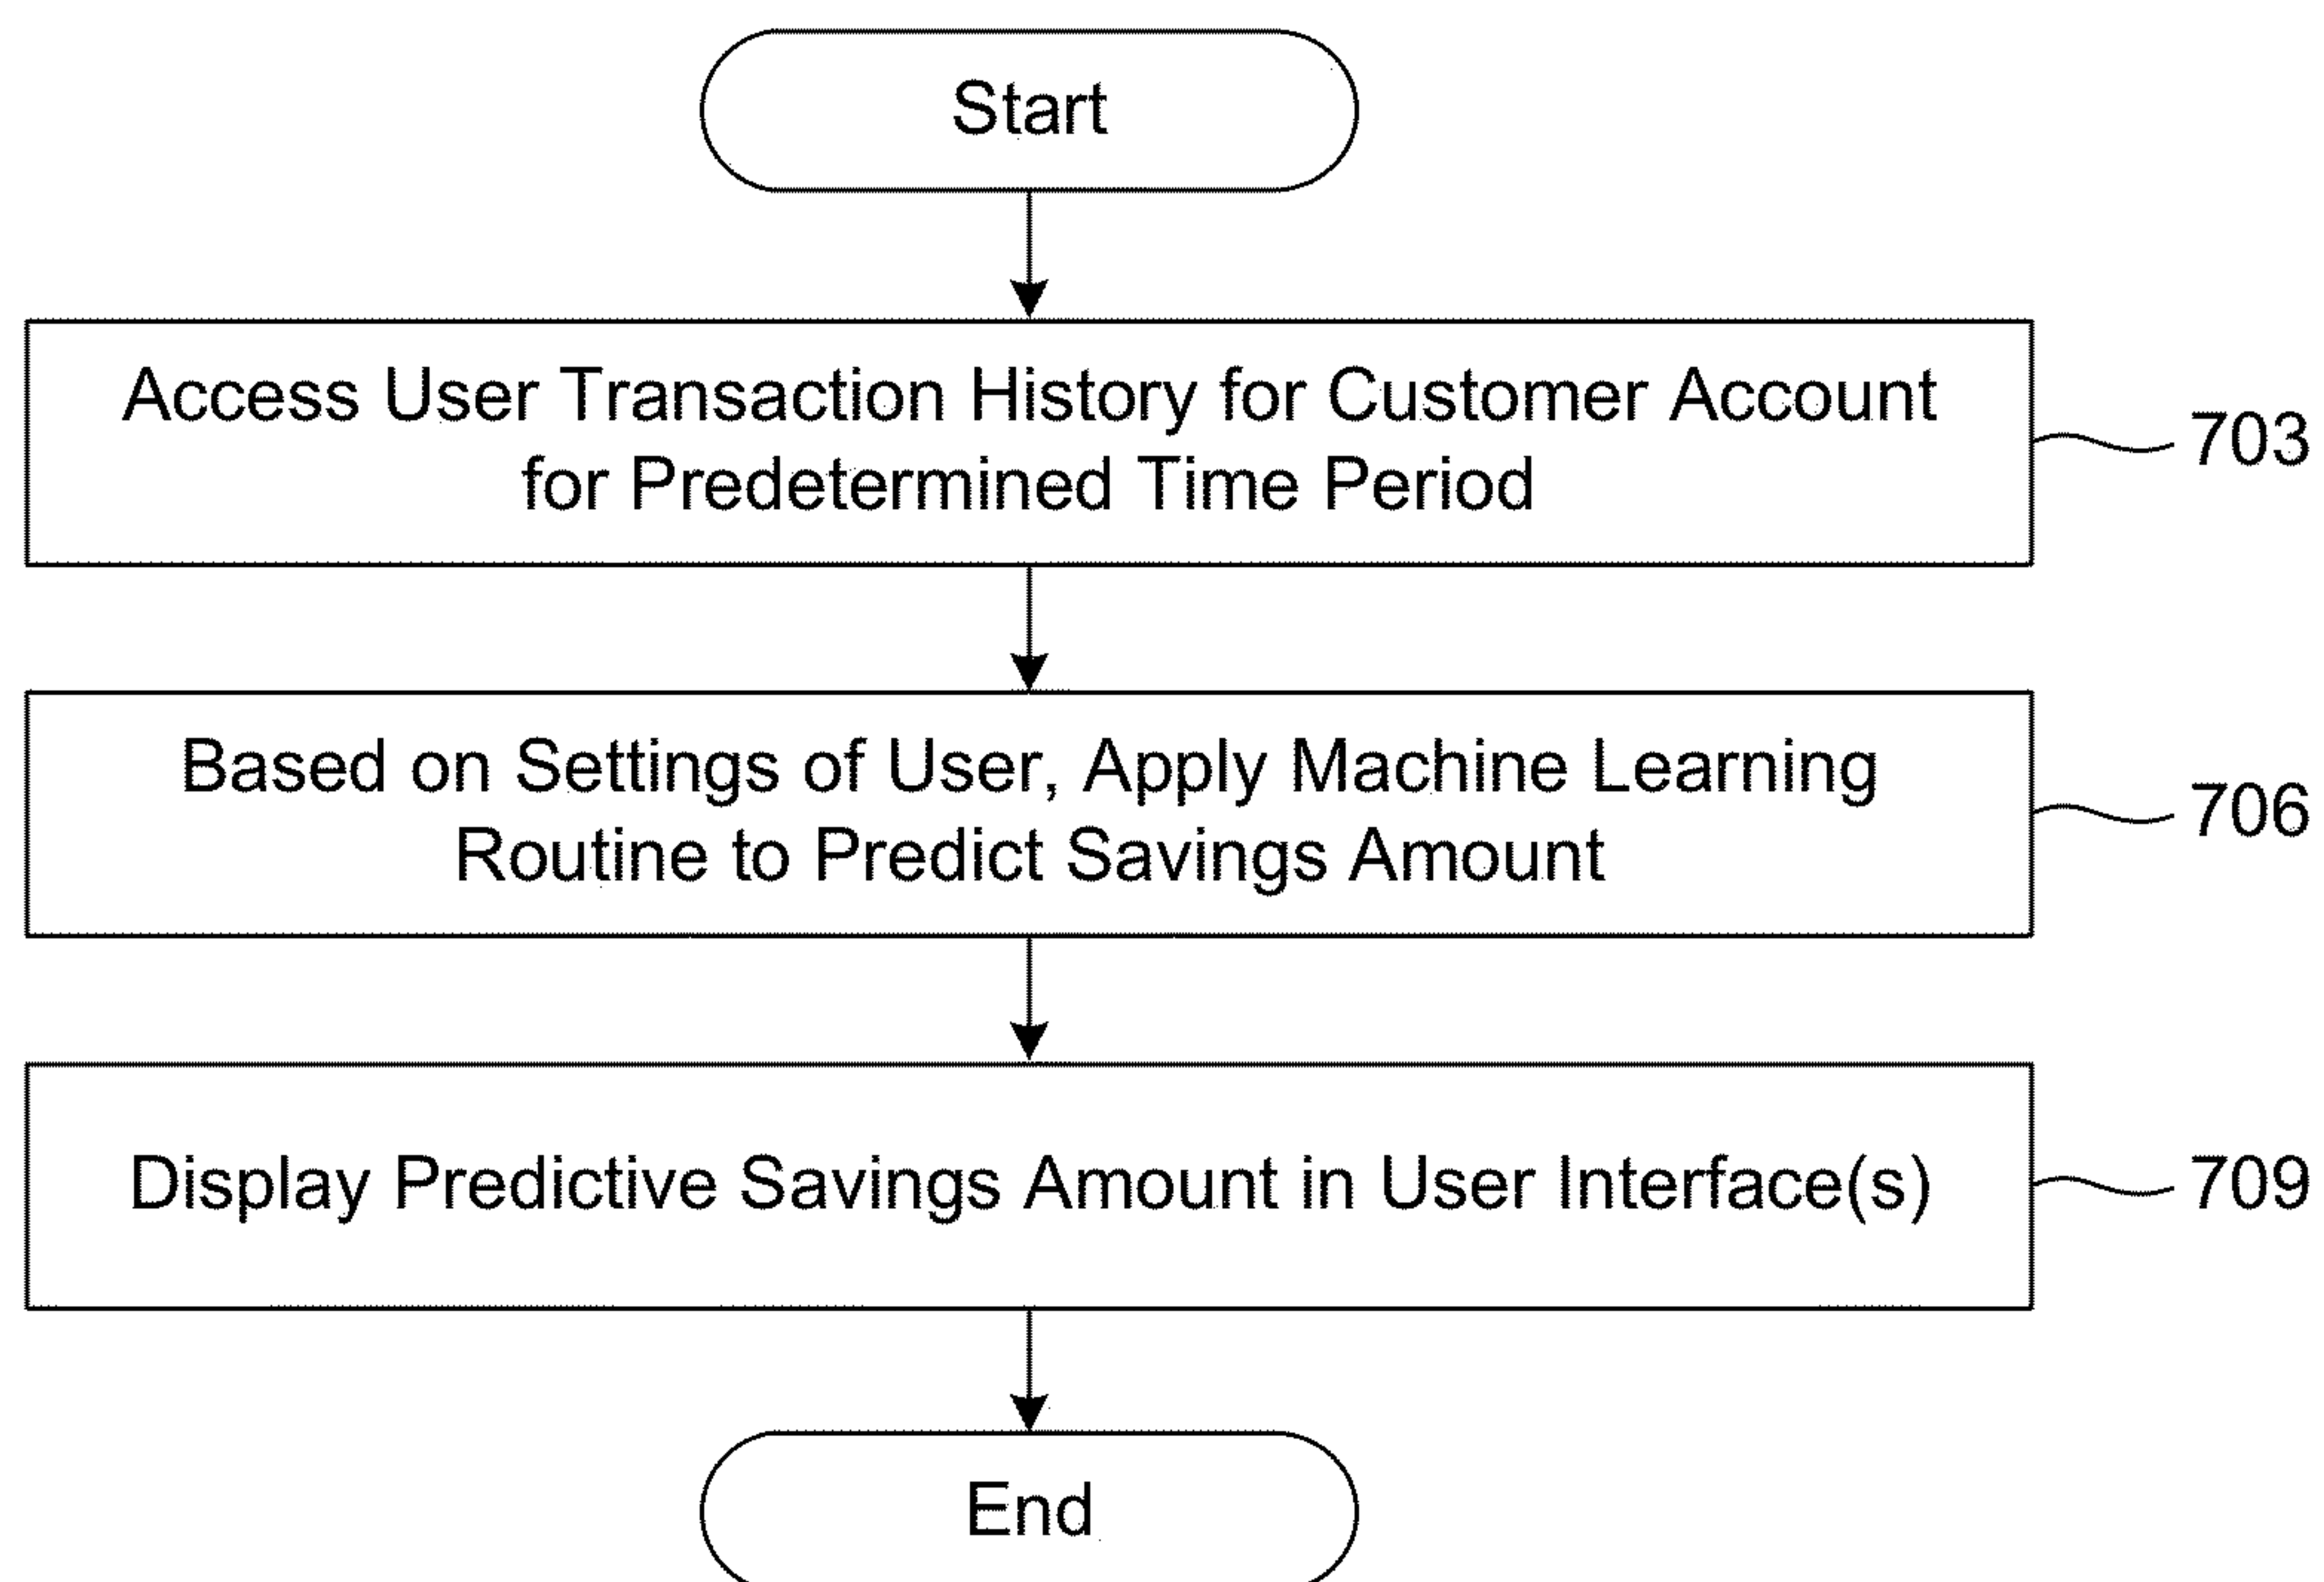 Start
Access User Transaction History for Customer Account
for Predetermined Time Period
703
Based on Settings of User, Apply Machine Learning
Routine to Predict Savings Amount
706
Display Predictive Savings Amount in User Interface(s)
709
End